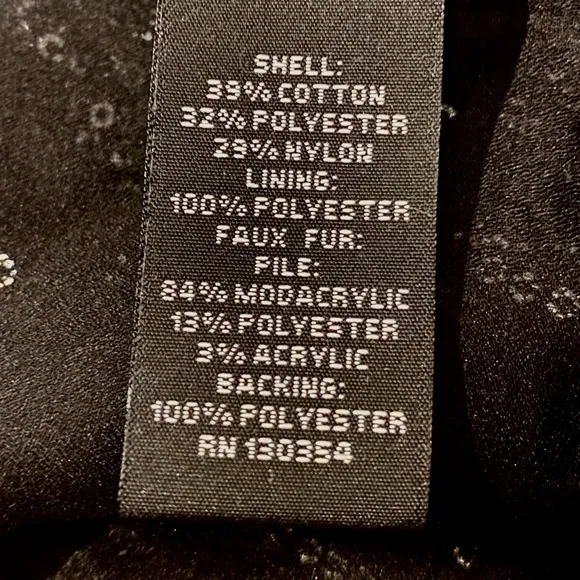 SHELL:
39% COTTON
32% POLYESTER
29% NYLON
LINING:
100% POLYESTER
FAUX FUR:
PILE:
84% MODACRYLIC
13% POLYESTER
3% ACRYLIC
BACKING:
100% POLYESTER
RN 130354